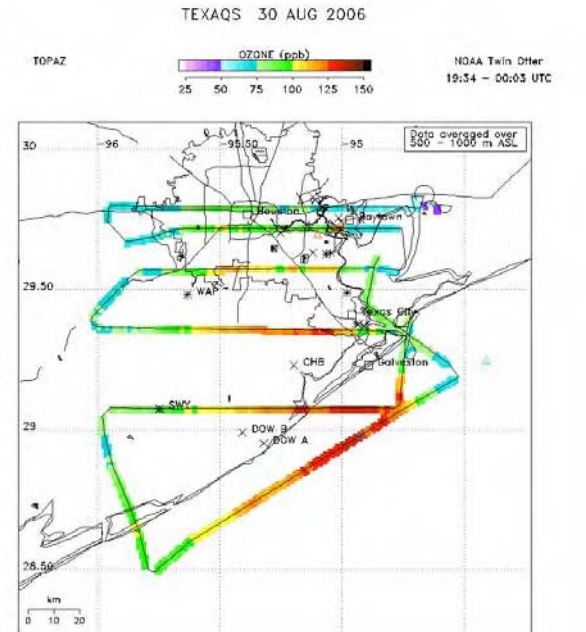 TEXAQS 30 AUG 2006
TOPAZ
OZONE (ppb)
25 50 75 100 125 150
NOAA Twin Otter
19:34 - 00:03 UTC
30
-96
-95.50
-95
Data averaged over
500 - 1000 m ASL
Houston
Baytown
29.50
WAP
Texas City
CHB
Galveston
SWY
29
DOW B
DOW A
28.50
km
0 10 20